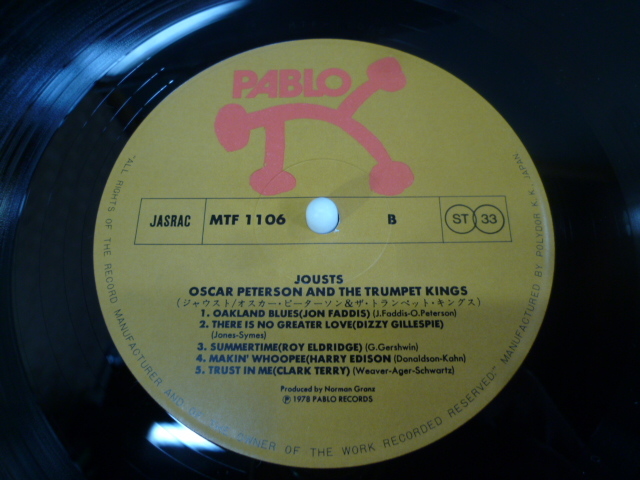 PABLO
JASRAC
MTF 1106
B
ST 33
JOUSTS
OSCAR PETERSON AND THE TRUMPET KINGS
(ジャウスト/オスカー・ピーターソン&ザ・トランペット・キングス)
1. OAKLAND BLUES(JON FADDIS) (J.Faddis-O.Peterson)
2. THERE IS NO GREATER LOVE(DIZZY GILLESPIE)
(Jones-Symes)
3. SUMMERTIME(ROY ELDRIDGE) (G.Gershwin)
4. MAKIN' WHOOPEE(HARRY EDISON) (Donaldson-Kahn)
5. TRUST IN ME(CLARK TERRY) (Weaver-Ager-Schwartz)
Produced by Norman Granz
℗ 1978 PABLO RECORDS
"ALL RIGHTS OF THE RECORD MANUFACTURER AND OF THE OWNER OF THE WORK RECORDED RESERVED." MANUFACTURED BY POLYDOR K.K. JAPAN.